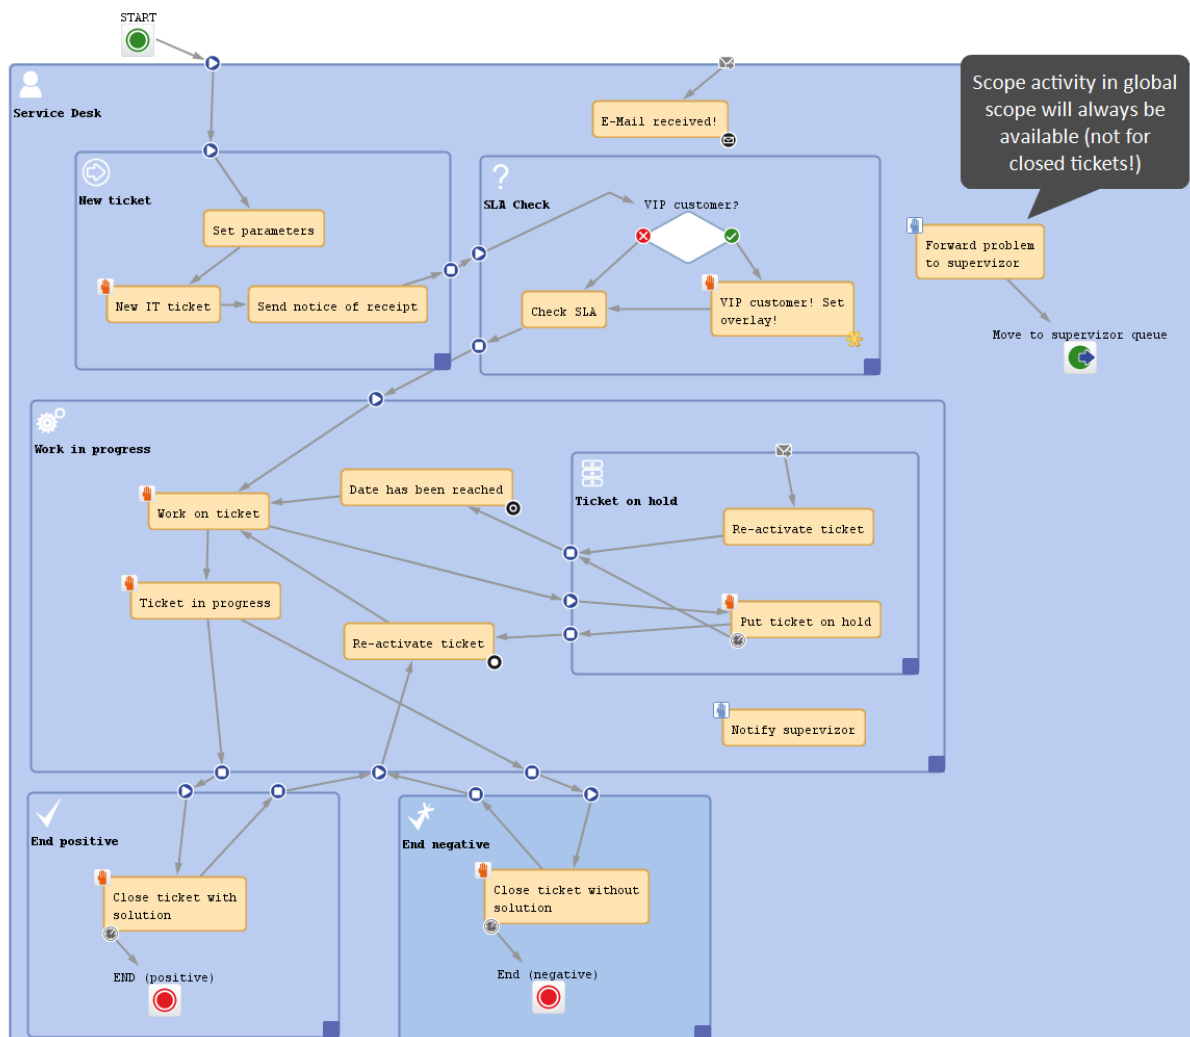 START
Service Desk
E-Mail received!
Scope activity in global
scope will always be
available (not for
closed tickets!)
New ticket
Set parameters
New IT ticket
Send notice of receipt
?
SLA Check
VIP customer?
Check SLA
VIP customer! Set
overlay!
Forward problem
to supervizor
Move to supervizor queue
Work in progress
Work on ticket
Date has been reached
Ticket in progress
Re-activate ticket
Ticket on hold
Re-activate ticket
Put ticket on hold
Notify supervizor
End positive
Close ticket with
solution
END (positive)
End negative
Close ticket without
solution
End (negative)